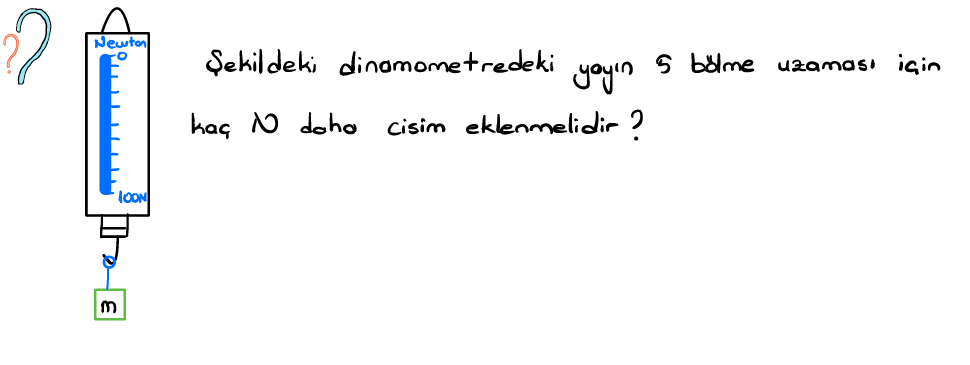 ??
Newton
0
100N
m
Şekildeki dinamometredeki yayın 5 bölme uzaması için
kaç N daha cisim eklenmelidir?